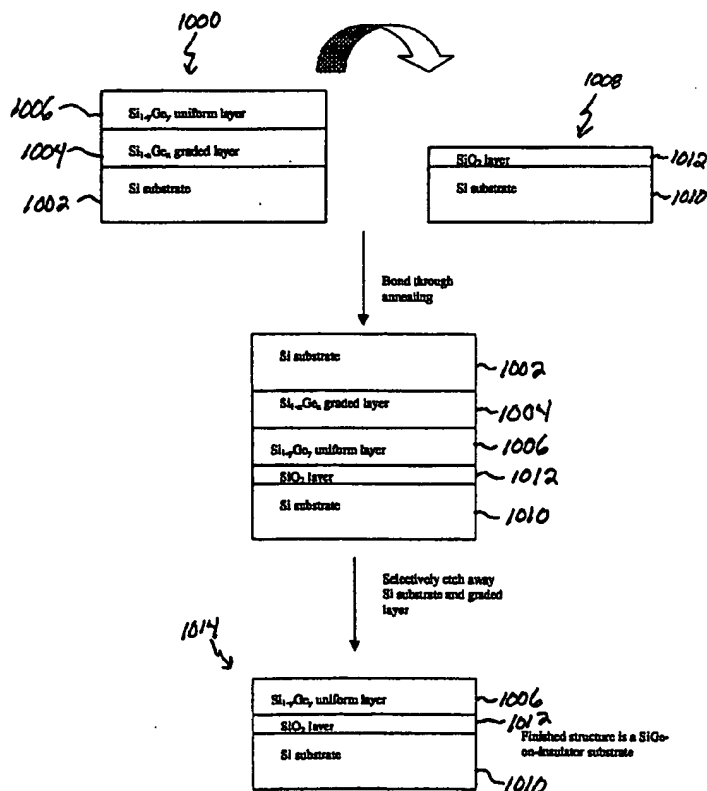 1000
1006
Si₁₋yGey uniform layer
1004
Si₁₋xGex graded layer
1002
Si substrate
1008
SiO₂ layer
1012
Si substrate
1010
Bond through
annealing
Si substrate
1002
Si₁₋xGex graded layer
1004
Si₁₋yGey uniform layer
1006
SiO₂ layer
1012
Si substrate
1010
Selectively etch away
Si substrate and graded
layer
1014
Si₁₋yGey uniform layer
1006
SiO₂ layer
1012
Finished structure is a SiGe-
on-insulator substrate
Si substrate
1010